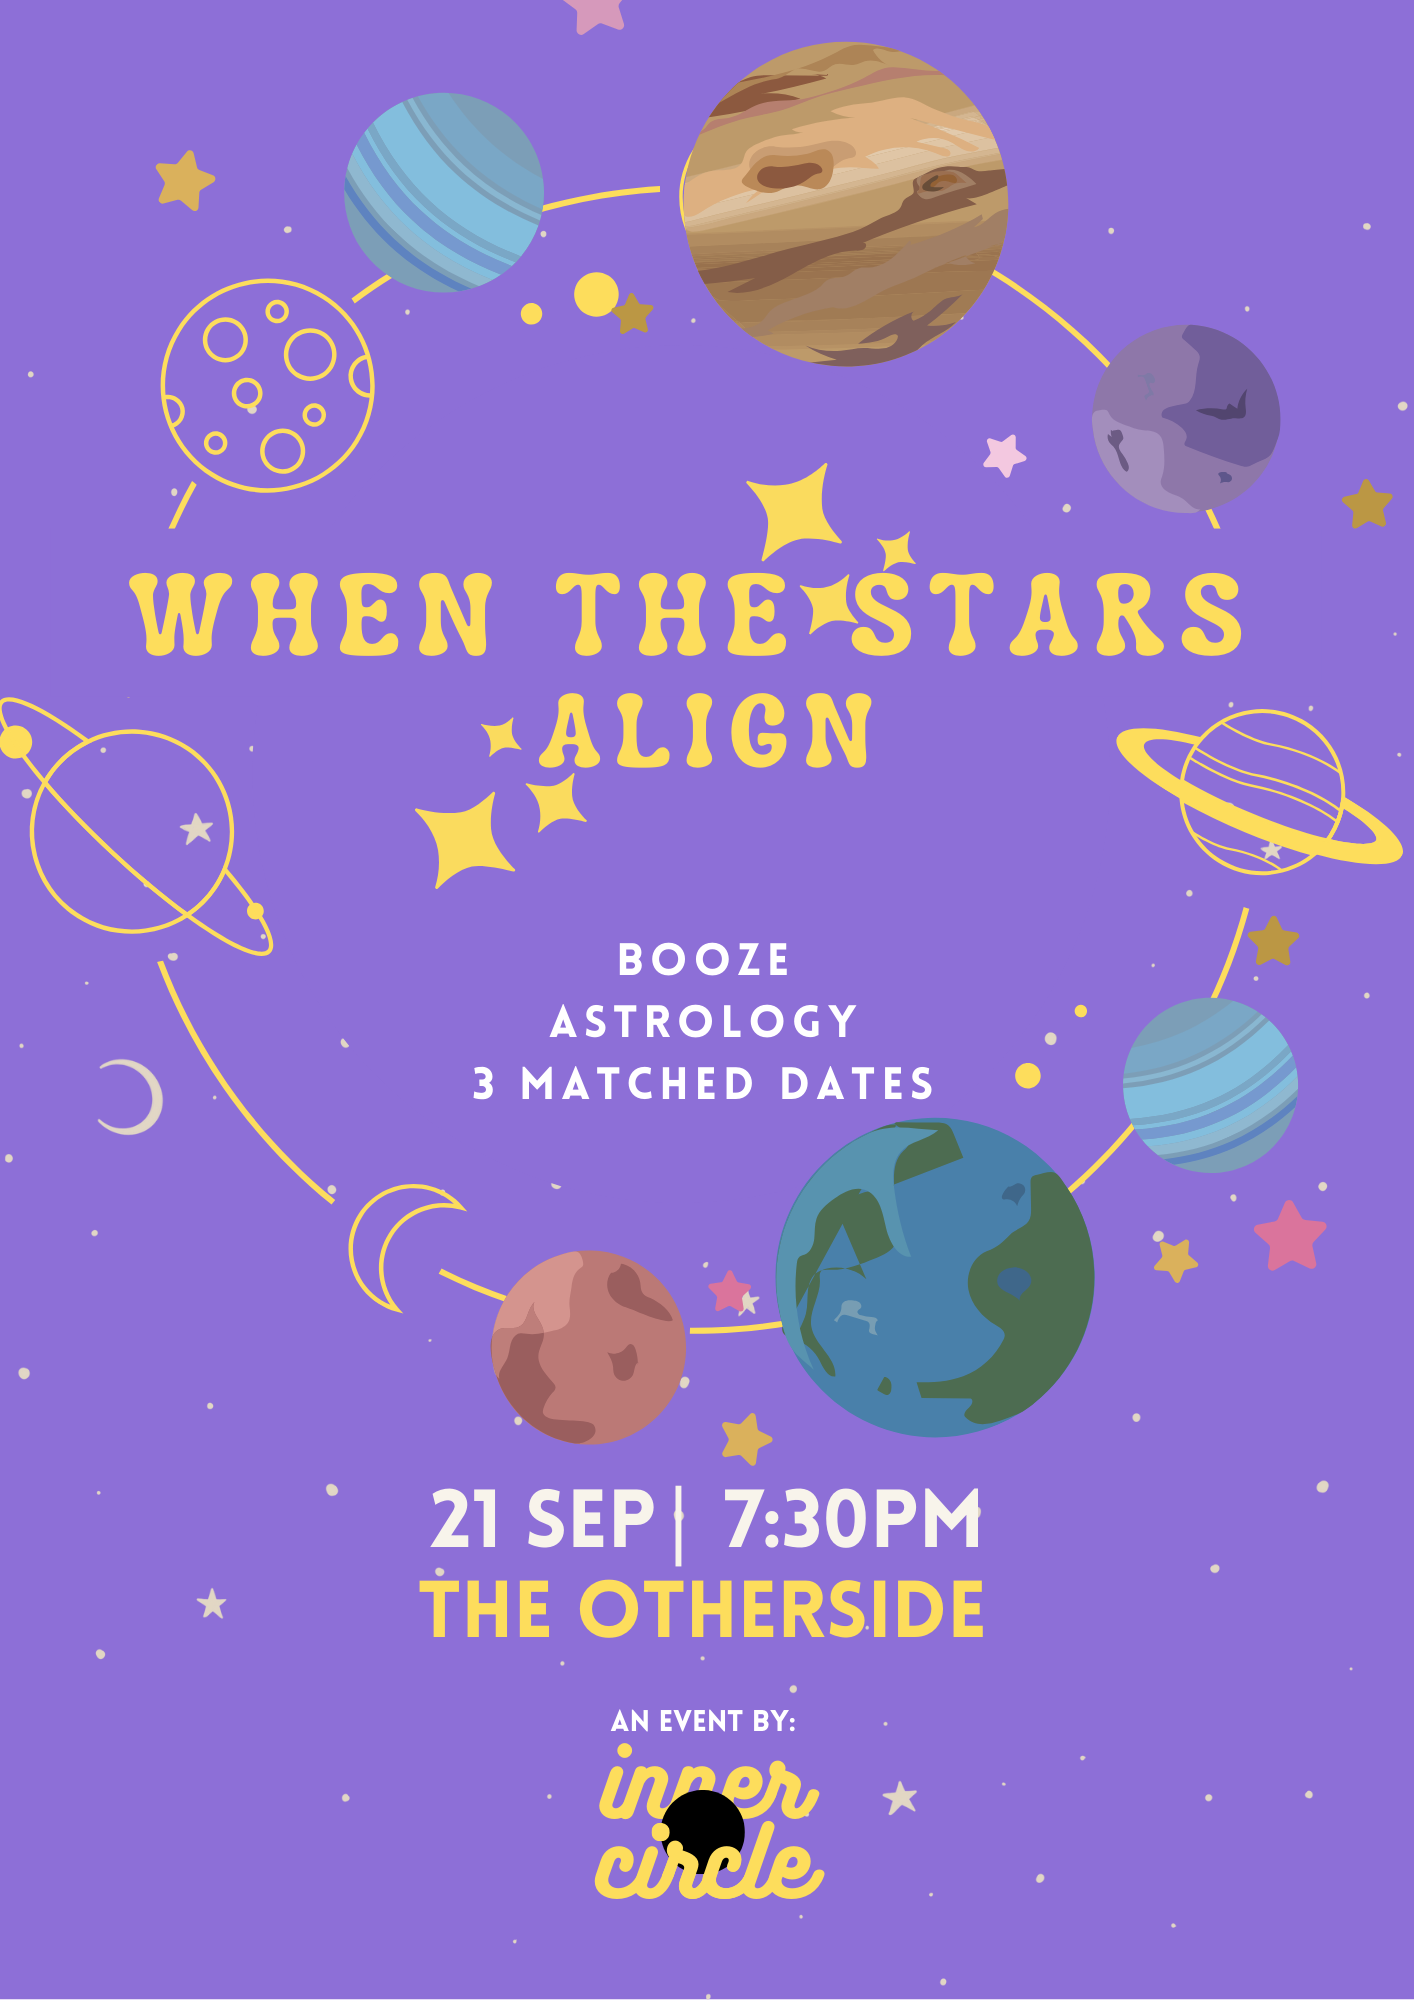 WHEN THE STARS
ALIGN
BOOZE
ASTROLOGY
3 MATCHED DATES
21 SEP | 7:30PM
THE OTHERSIDE
AN EVENT BY:
inner
circle